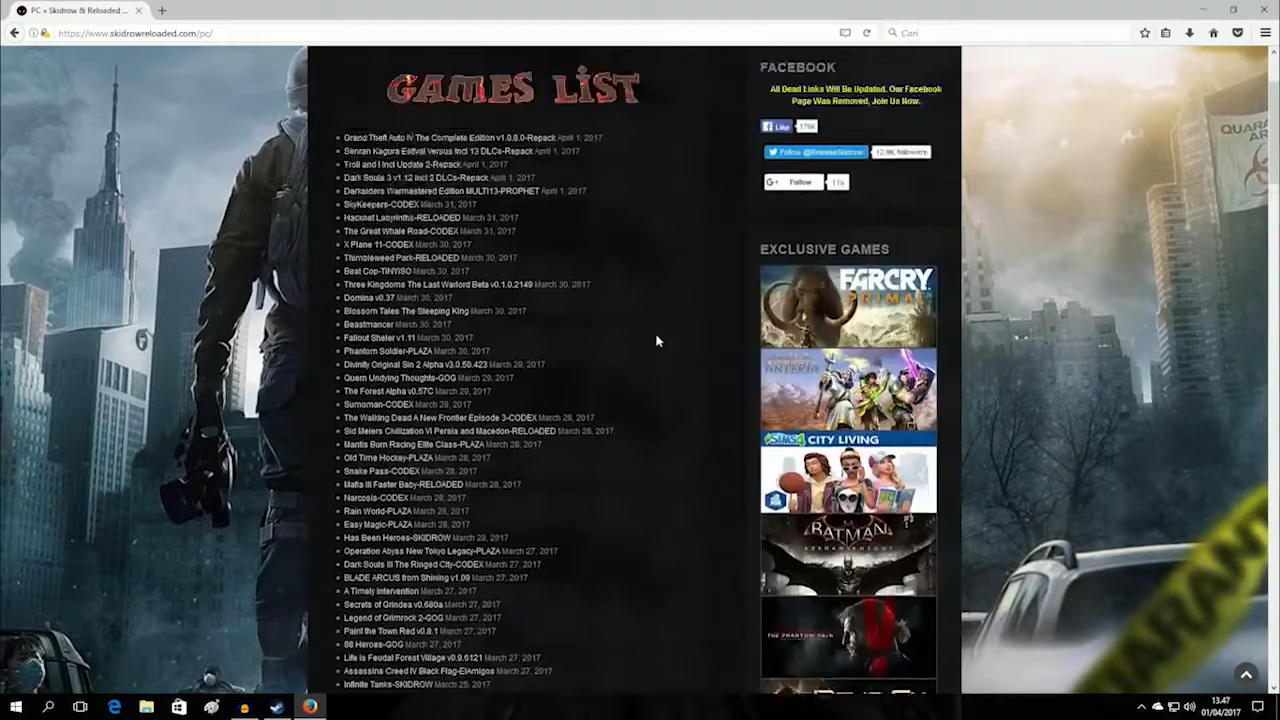 PC « Skidrow & Reloaded ...
https://www.skidrowreloaded.com/pc/
Cari
GAMES LIST
Grand Theft Auto IV The Complete Edition v1.0.8.0-Repack April 1, 2017
Senran Kagura Estival Versus Incl 13 DLCs-Repack April 1, 2017
Troll and I Incl Update 2-Repack April 1, 2017
Dark Souls 3 v1.12 Incl 2 DLCs-Repack April 1, 2017
Darksiders Warmastered Edition MULTI13-PROPHET April 1, 2017
SkyKeepers-CODEX March 31, 2017
Hacknet Labyrinths-RELOADED March 31, 2017
The Great Whale Road-CODEX March 31, 2017
X Plane 11-CODEX March 30, 2017
Thimbleweed Park-RELOADED March 30, 2017
Beat Cop-TiNYiSO March 30, 2017
Three Kingdoms The Last Warlord Beta v0.1.0.2149 March 30, 2017
Domina v0.37 March 30, 2017
Blossom Tales The Sleeping King March 30, 2017
Beastmancer March 30, 2017
Fallout Shelter v1.11 March 30, 2017
Phantom Soldier-PLAZA March 30, 2017
Divinity Original Sin 2 Alpha v3.0.50.423 March 29, 2017
Quern Undying Thoughts-GOG March 29, 2017
The Forest Alpha v0.57C March 29, 2017
Sumoman-CODEX March 28, 2017
The Walking Dead A New Frontier Episode 3-CODEX March 28, 2017
Sid Meiers Civilization VI Persia and Macedon-RELOADED March 28, 2017
Mantis Burn Racing Elite Class-PLAZA March 28, 2017
Old Time Hockey-PLAZA March 28, 2017
Snake Pass-CODEX March 28, 2017
Mafia III Faster Baby-RELOADED March 28, 2017
Narcosis-CODEX March 28, 2017
Rain World-PLAZA March 28, 2017
Easy Magic-PLAZA March 28, 2017
Has Been Heroes-SKIDROW March 28, 2017
Operation Abyss New Tokyo Legacy-PLAZA March 27, 2017
Dark Souls III The Ringed City-CODEX March 27, 2017
BLADE ARCUS from Shining v1.09 March 27, 2017
A Timely Intervention March 27, 2017
Secrets of Grindea v0.680a March 27, 2017
Legend of Grimrock 2-GOG March 27, 2017
Paint the Town Red v0.8.1 March 27, 2017
88 Heroes-GOG March 27, 2017
Life is Feudal Forest Village v0.9.6121 March 27, 2017
Assassins Creed IV Black Flag-ElAmigos March 27, 2017
Infinite Tanks-SKIDROW March 25, 2017
FACEBOOK
All Dead Links Will Be Updated. Our Facebook
Page Was Removed, Join Us Now.
Like 178k
Follow @ReleaseSkidrow 12.9K followers
G+ Follow 11k
EXCLUSIVE GAMES
FARCRY
PRIMAL
ANTERIA
SIMS4 CITY LIVING
BATMAN
ARKHAM KNIGHT
THE PHANTOM PAIN
QUARA
13.47
01/04/2017